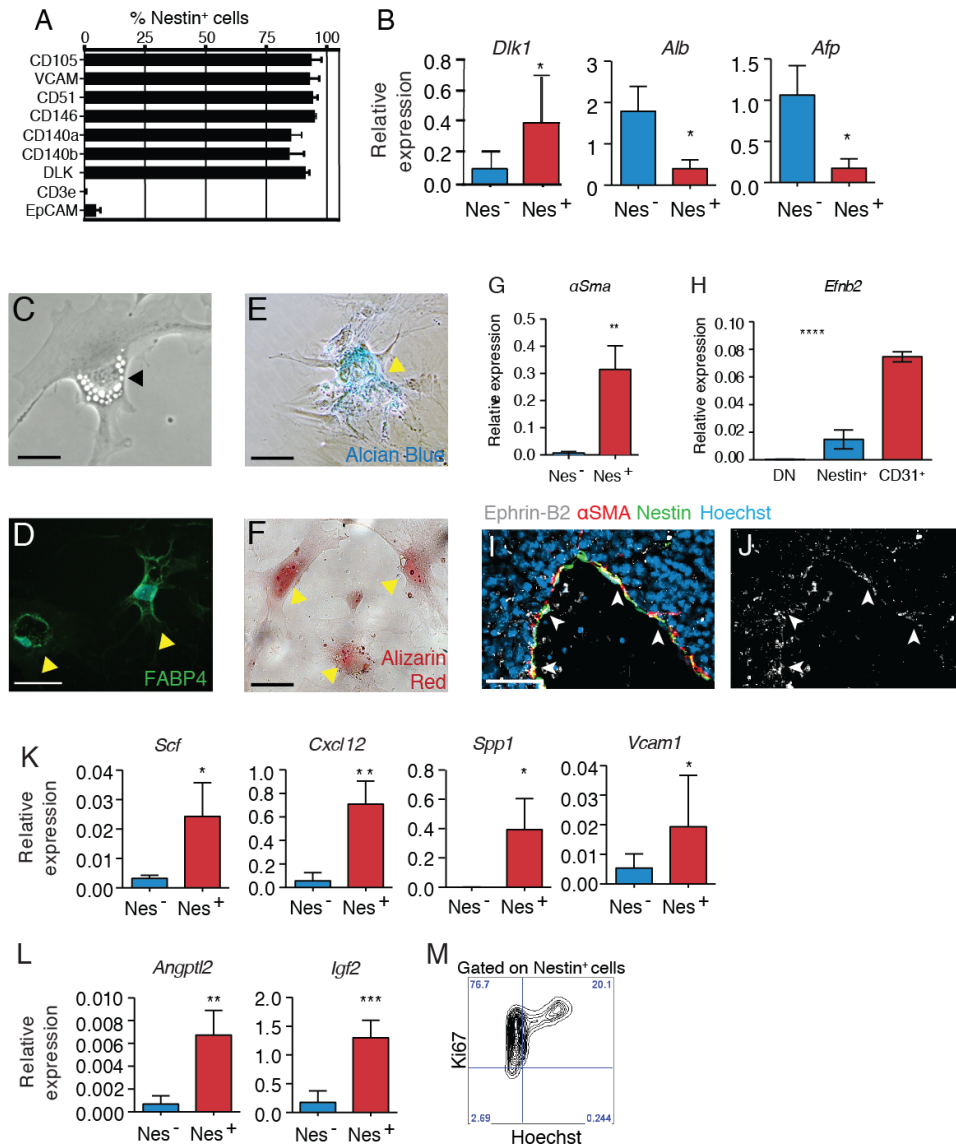 A
% Nestin⁺ cells
0 25 50 75 100
CD105
VCAM
CD51
CD146
CD140a
CD140b
DLK
CD3e
EpCAM
B
Relative expression
Dlk1
0.8
0.6
0.4
0.2
0.0
*
Nes⁻ Nes⁺
Alb
3
2
1
0
*
Nes⁻ Nes⁺
Afp
1.5
1.0
0.5
0.0
*
Nes⁻ Nes⁺
C
D
FABP4
E
Alcian Blue
F
Alizarin
Red
G
αSma
Relative expression
0.5
0.4
0.3
0.2
0.1
0.0
**
Nes⁻ Nes⁺
H
Efnb2
Relative expression
0.10
0.08
0.06
0.04
0.02
0.00
****
DN Nestin⁺ CD31⁺
Ephrin-B2 αSMA Nestin Hoechst
I
J
K
Relative
expression
Scf
0.04
0.03
0.02
0.01
0.00
*
Nes⁻ Nes⁺
Cxcl12
1.0
0.8
0.6
0.4
0.2
0.0
**
Nes⁻ Nes⁺
Spp1
0.8
0.6
0.4
0.2
0.0
*
Nes⁻ Nes⁺
Vcam1
0.04
0.03
0.02
0.01
0.00
*
Nes⁻ Nes⁺
L
Relative
expression
Angptl2
0.010
0.008
0.006
0.004
0.002
0.000
**
Nes⁻ Nes⁺
Igf2
2.0
1.5
1.0
0.5
0.0
***
Nes⁻ Nes⁺
M
Gated on Nestin⁺ cells
76.7 20.1
Ki67
2.69 0.244
Hoechst